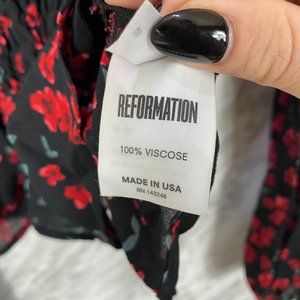 REFORMATION
100% VISCOSE
MADE IN USA
RN 143248